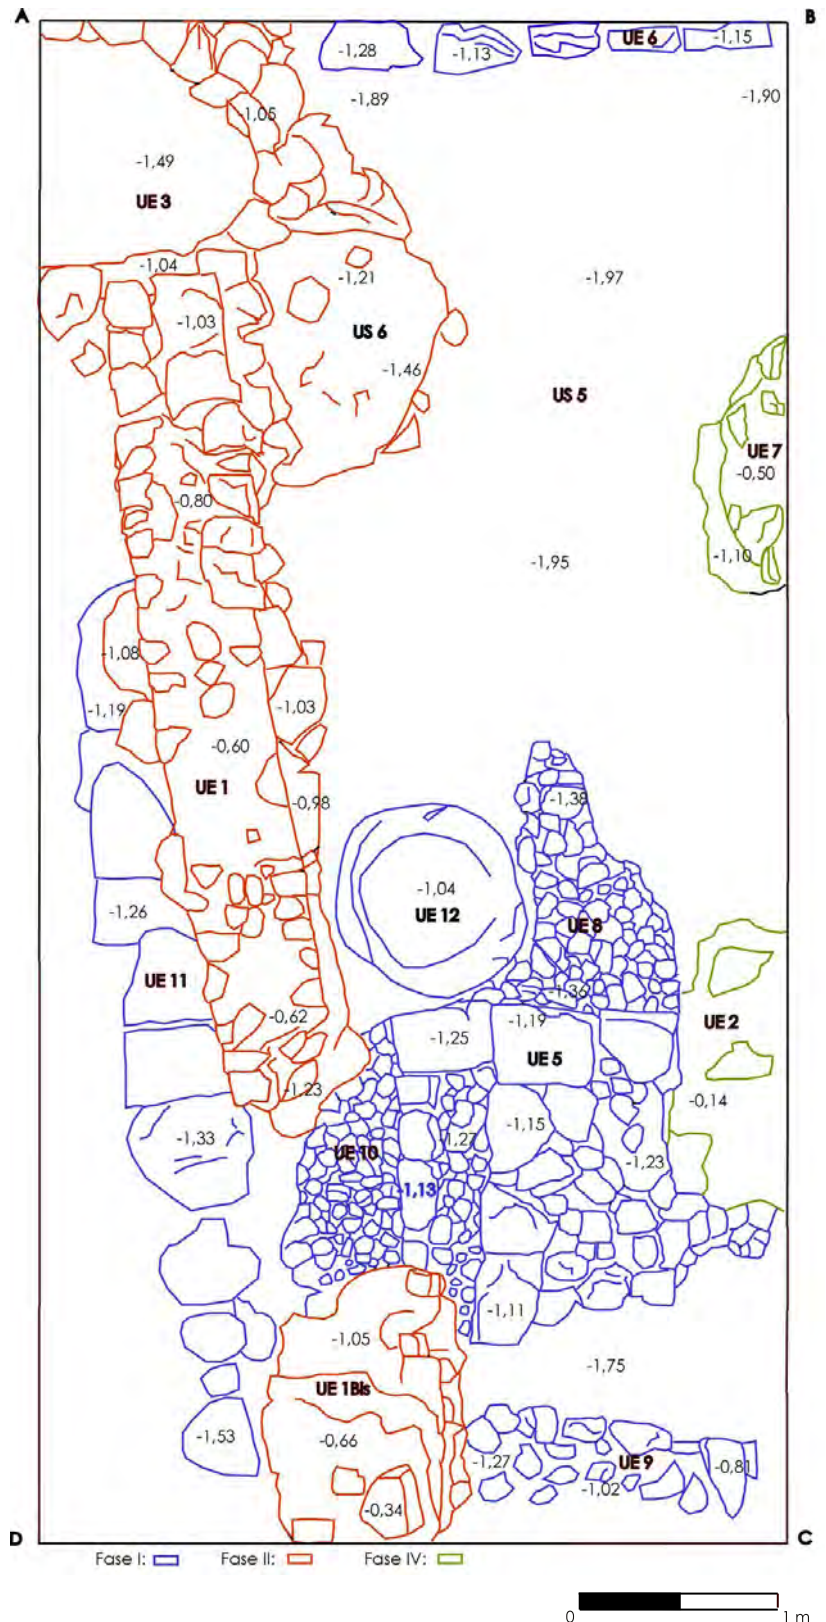 A
B
UE 6
-1,28
-1,13
-1,15
-1,89
-1,90
-1,05
-1,49
UE 3
-1,04
-1,21
-1,97
-1,03
US 6
-1,46
US 5
UE 7
-0,50
-0,80
-1,10
-1,95
-1,08
-1,19
-1,03
-0,60
UE 1
-0,98
-1,38
-1,04
UE 12
-1,26
UE 8
UE 11
-1,36
-0,62
-1,19
UE 2
-1,25
UE 5
-1,23
-0,14
-1,15
-1,33
-1,27
UE 10
-1,23
-1,13
-1,11
-1,05
-1,75
UE 1Bis
-1,53
-0,66
-1,27
UE 9
-0,81
-1,02
-0,34
D
C
Fase I:
Fase II:
Fase IV:
0
1 m